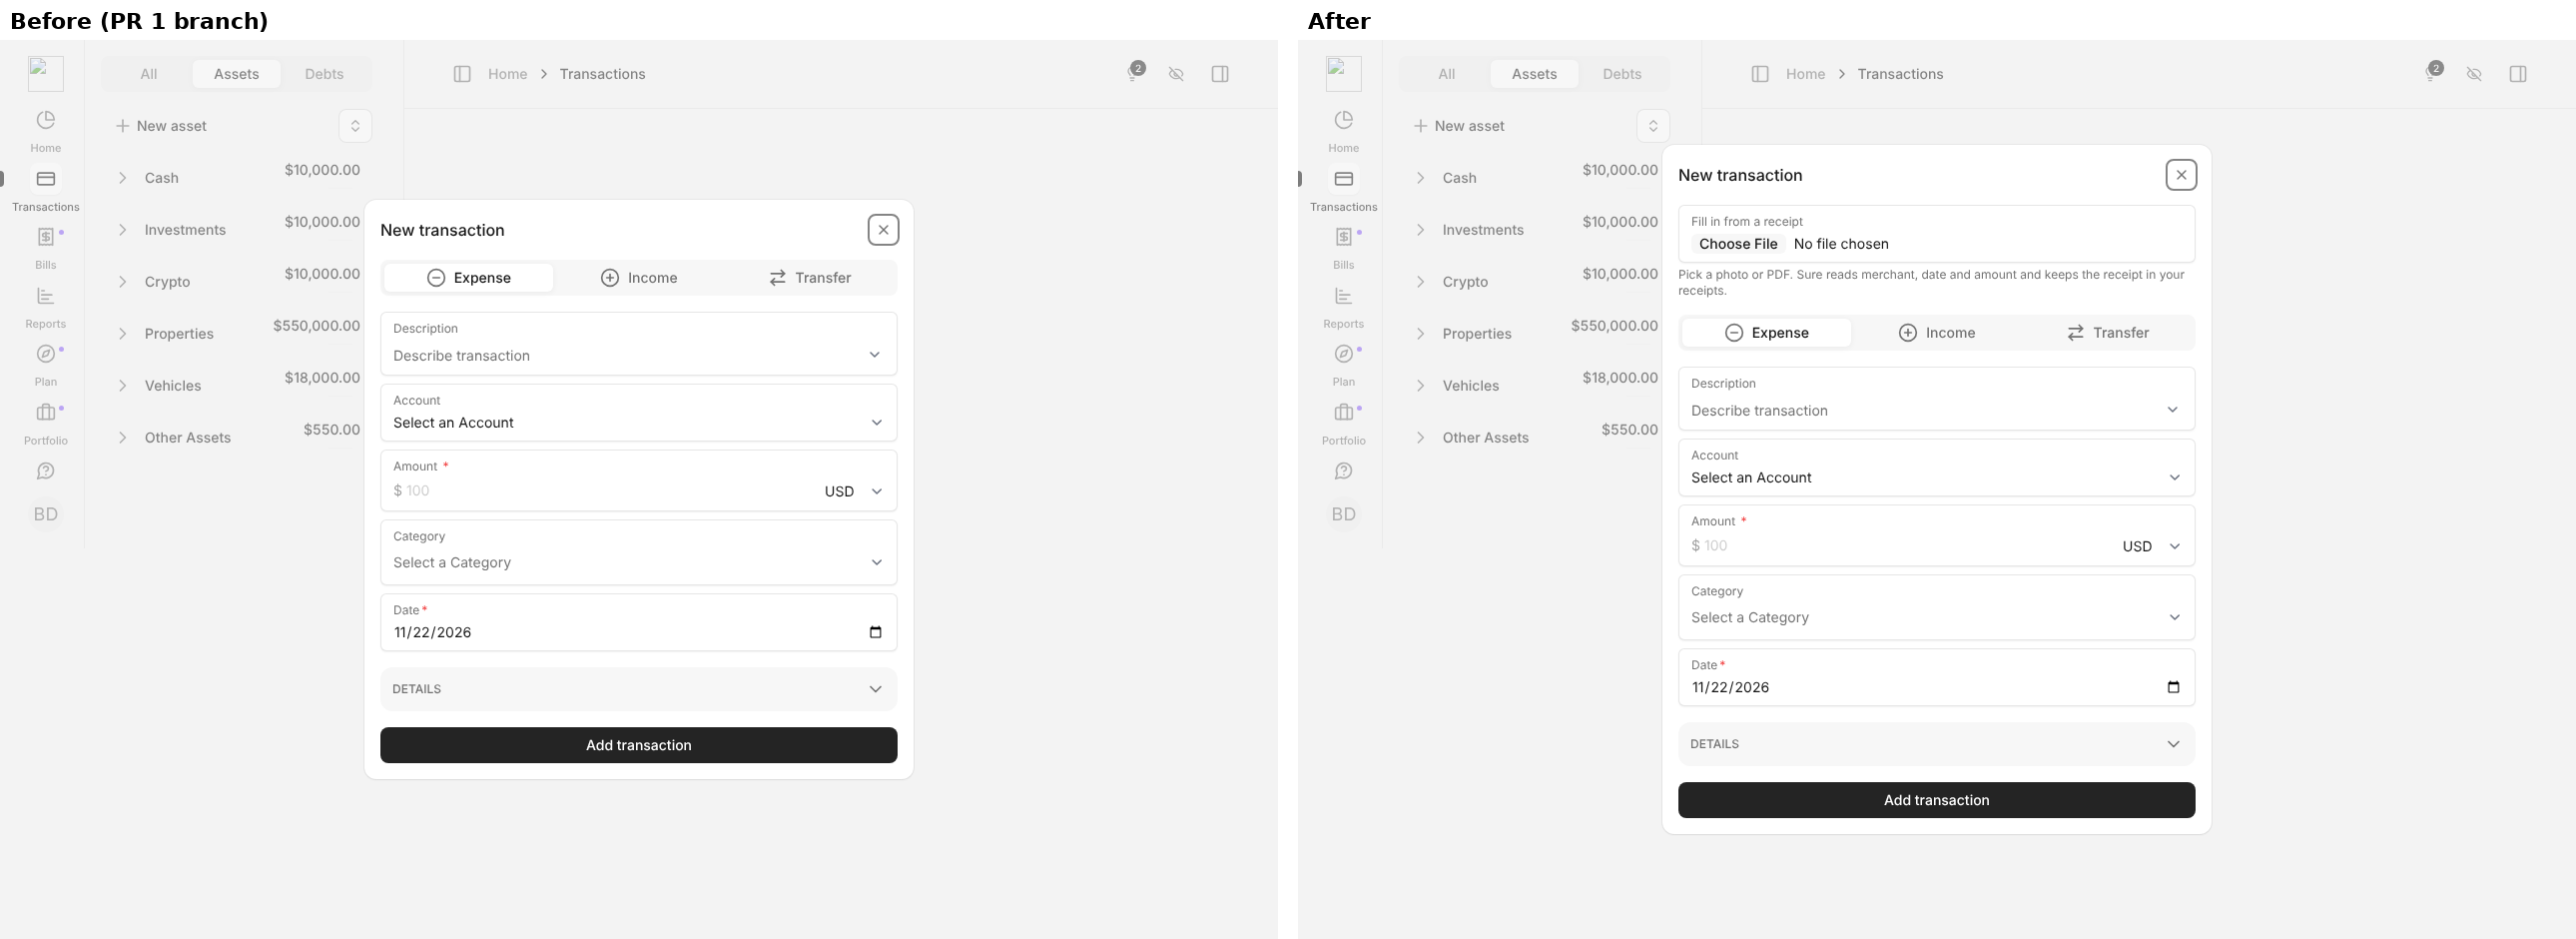 Before (PR 1 branch)
All
Assets
Debts
Home
Transactions
2
New asset
Home
Transactions
Bills
Reports
Plan
Portfolio
BD
Cash
$10,000.00
Investments
$10,000.00
Crypto
$10,000.00
Properties
$550,000.00
Vehicles
$18,000.00
Other Assets
$550.00
New transaction
Expense
Income
Transfer
Description
Describe transaction
Account
Select an Account
Amount *
$ 100
USD
Category
Select a Category
Date*
11/22/2026
DETAILS
Add transaction
After
All
Assets
Debts
Home
Transactions
2
New asset
Home
Transactions
Bills
Reports
Plan
Portfolio
BD
Cash
$10,000.00
Investments
$10,000.00
Crypto
$10,000.00
Properties
$550,000.00
Vehicles
$18,000.00
Other Assets
$550.00
New transaction
Fill in from a receipt
Choose File No file chosen
Pick a photo or PDF. Sure reads merchant, date and amount and keeps the receipt in your
receipts.
Expense
Income
Transfer
Description
Describe transaction
Account
Select an Account
Amount *
$ 100
USD
Category
Select a Category
Date*
11/22/2026
DETAILS
Add transaction